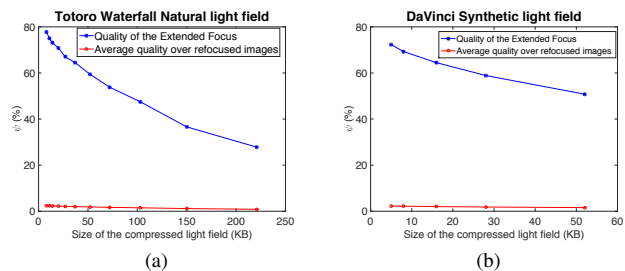 Totoro Waterfall Natural light field
80
60
40
20
0
ψ (%)
Quality of the Extended Focus
Average quality over refocused images
0 50 100 150 200 250
Size of the compressed light field (KB)
(a)
DaVinci Synthetic light field
80
60
40
20
0
ψ (%)
Quality of the Extended Focus
Average quality over refocused images
0 10 20 30 40 50 60
Size of the compressed light field (KB)
(b)